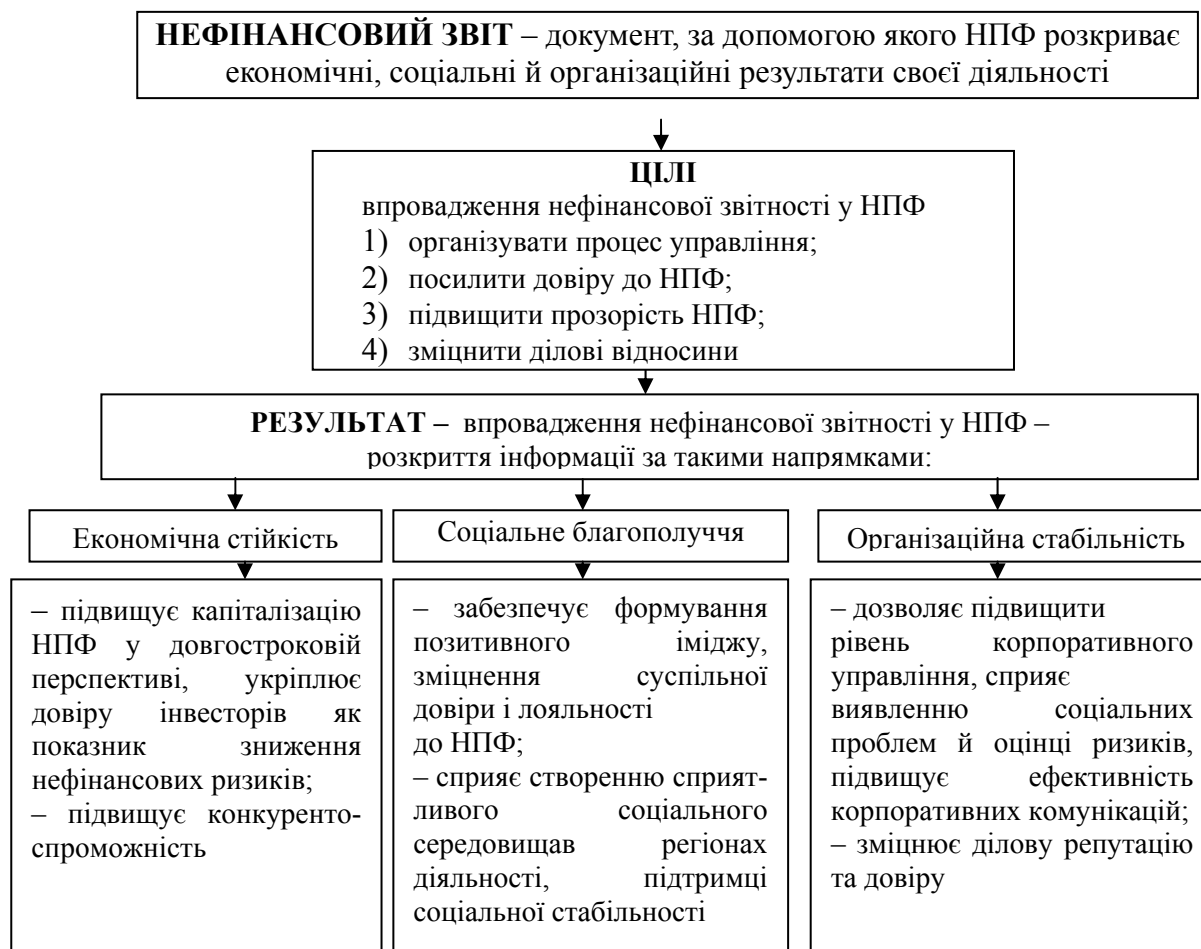 НЕФІНАНСОВИЙ ЗВІТ – документ, за допомогою якого НПФ розкриває
економічні, соціальні й організаційні результати своєї діяльності
ЦІЛІ
впровадження нефінансової звітності у НПФ
1) організувати процес управління;
2) посилити довіру до НПФ;
3) підвищити прозорість НПФ;
4) зміцнити ділові відносини
РЕЗУЛЬТАТ – впровадження нефінансової звітності у НПФ –
розкриття інформації за такими напрямками:
Економічна стійкість
– підвищує капіталізацію
НПФ у довгостроковій
перспективі, укріплює
довіру інвесторів як
показник зниження
нефінансових ризиків;
– підвищує конкуренто-
спроможність
Соціальне благополуччя
– забезпечує формування
позитивного іміджу,
зміцнення суспільної
довіри і лояльності
до НПФ;
– сприяє створенню сприят-
ливого соціального
середовищав регіонах
діяльності, підтримці
соціальної стабільності
Організаційна стабільність
– дозволяє підвищити
рівень корпоративного
управління, сприяє
виявленню соціальних
проблем й оцінці ризиків,
підвищує ефективність
корпоративних комунікацій;
– зміцнює ділову репутацію
та довіру